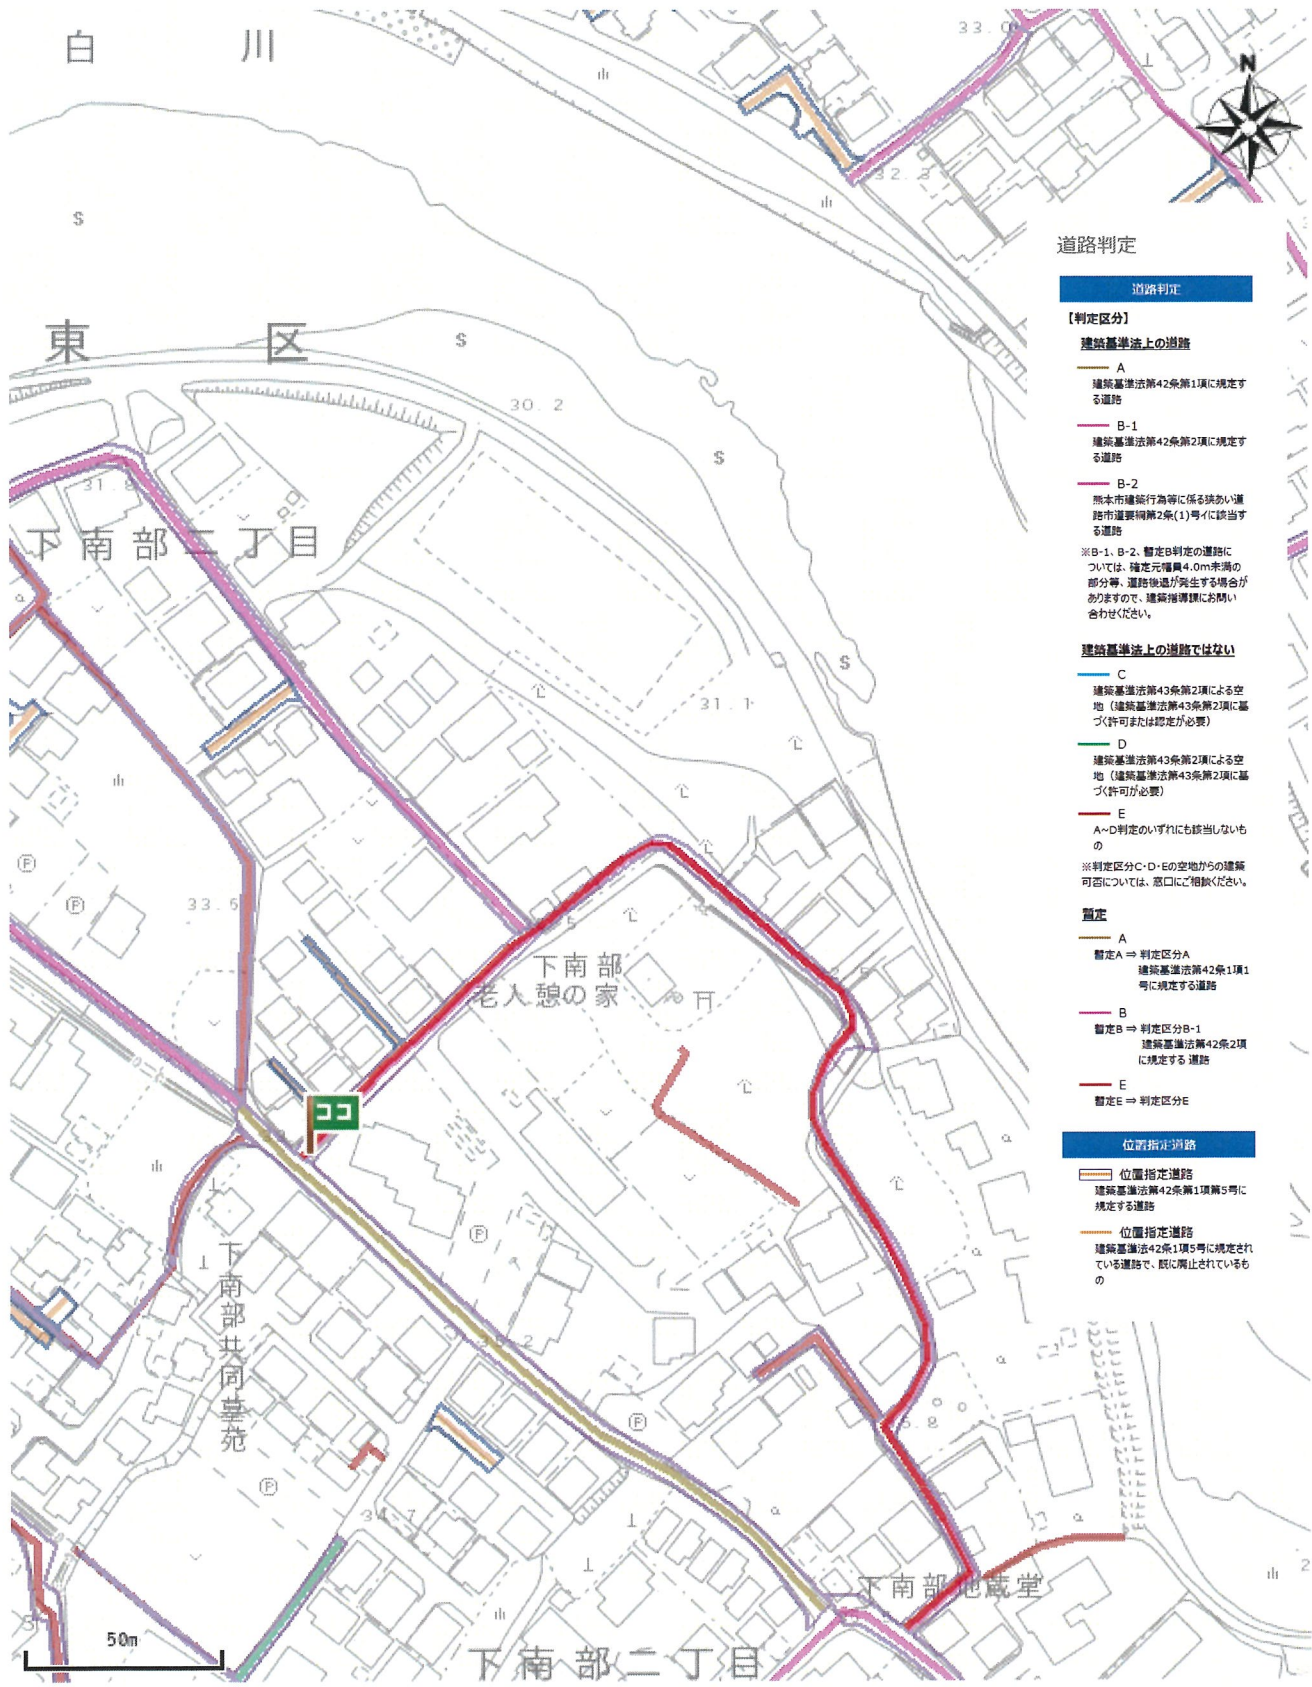 白川
33.0
N
32.3
S
道路判定
道路判定
【判定区分】
建築基準法上の道路
A
建築基準法第42条第1項に規定す
る道路
B-1
建築基準法第42条第2項に規定す
る道路
B-2
熊本市建築行為等に係る狭あい道
路市道要綱第2条(1)号イに該当す
る道路
※B-1、B-2、暫定B判定の道路に
ついては、確定元幅員4.0m未満の
部分等、道路後退が発生する場合が
ありますので、建築指導課にお問い
合わせください。
建築基準法上の道路ではない
C
建築基準法第43条第2項による空
地（建築基準法第43条第2項に基
づく許可または認定が必要）
D
建築基準法第43条第2項による空
地（建築基準法第43条第2項に基
づく許可が必要）
E
A～D判定のいずれにも該当しないも
の
※判定区分C・D・Eの空地からの建築
可否については、窓口にご相談ください。
暫定
A
暫定A ⇒ 判定区分A
建築基準法第42条1項1
号に規定する道路
B
暫定B ⇒ 判定区分B-1
建築基準法第42条2項
に規定する 道路
E
暫定E ⇒ 判定区分E
位置指定道路
位置指定道路
建築基準法第42条第1項第5号に
規定する道路
位置指定道路
建築基準法42条1項5号に規定され
ている道路で、既に廃止されているも
の
東区
S
30.2
S
31.8
下南部二丁目
S
31.1
P
P
33.5
下南部
老人憩の家
ココ
P
下南部共同墓苑
35.2
P
P
34.7
下南部地蔵堂
50m
下南部二丁目